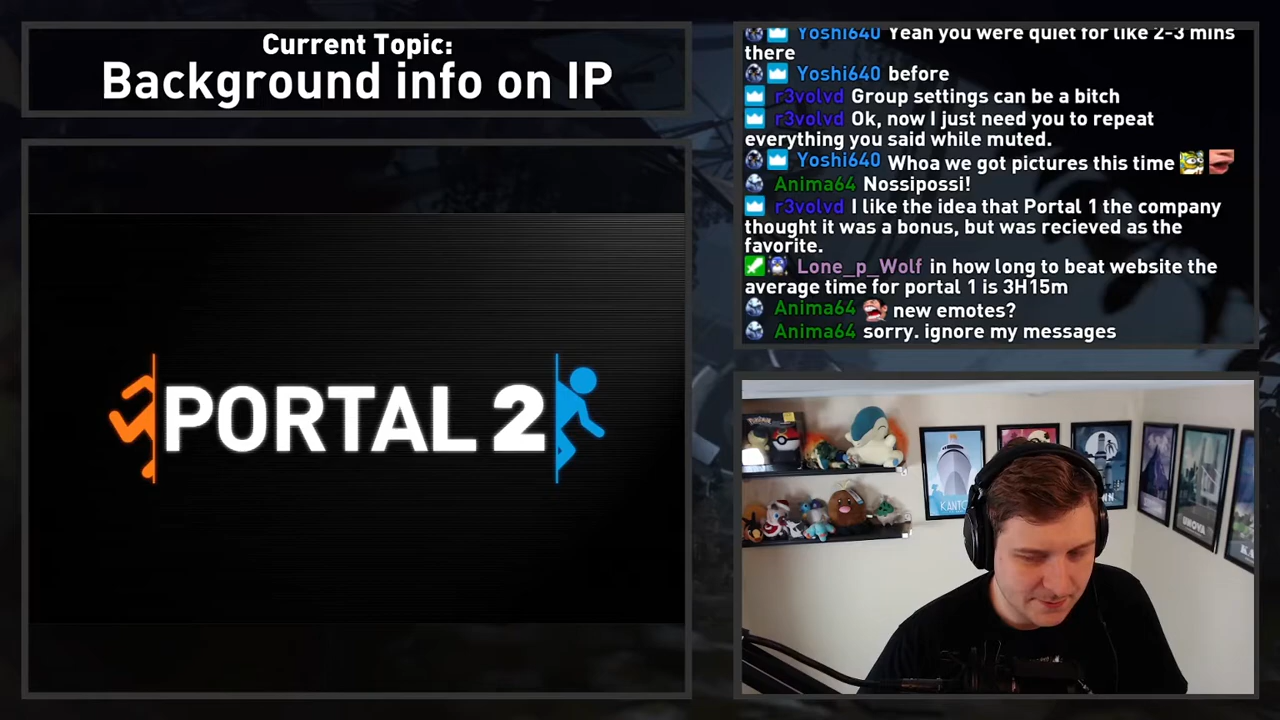 Current Topic:
Background info on IP
PORTAL 2
Yoshi640 Yeah you were quiet for like 2-3 mins
there
Yoshi640 before
r3volvd Group settings can be a bitch
r3volvd Ok, now I just need you to repeat
everything you said while muted.
Yoshi640 Whoa we got pictures this time
Anima64 Nossipossi!
r3volvd I like the idea that Portal 1 the company
thought it was a bonus, but was recieved as the
favorite.
Lone_p_Wolf in how long to beat website the
average time for portal 1 is 3H15m
Anima64 new emotes?
Anima64 sorry. ignore my messages
KANTO
UNOVA